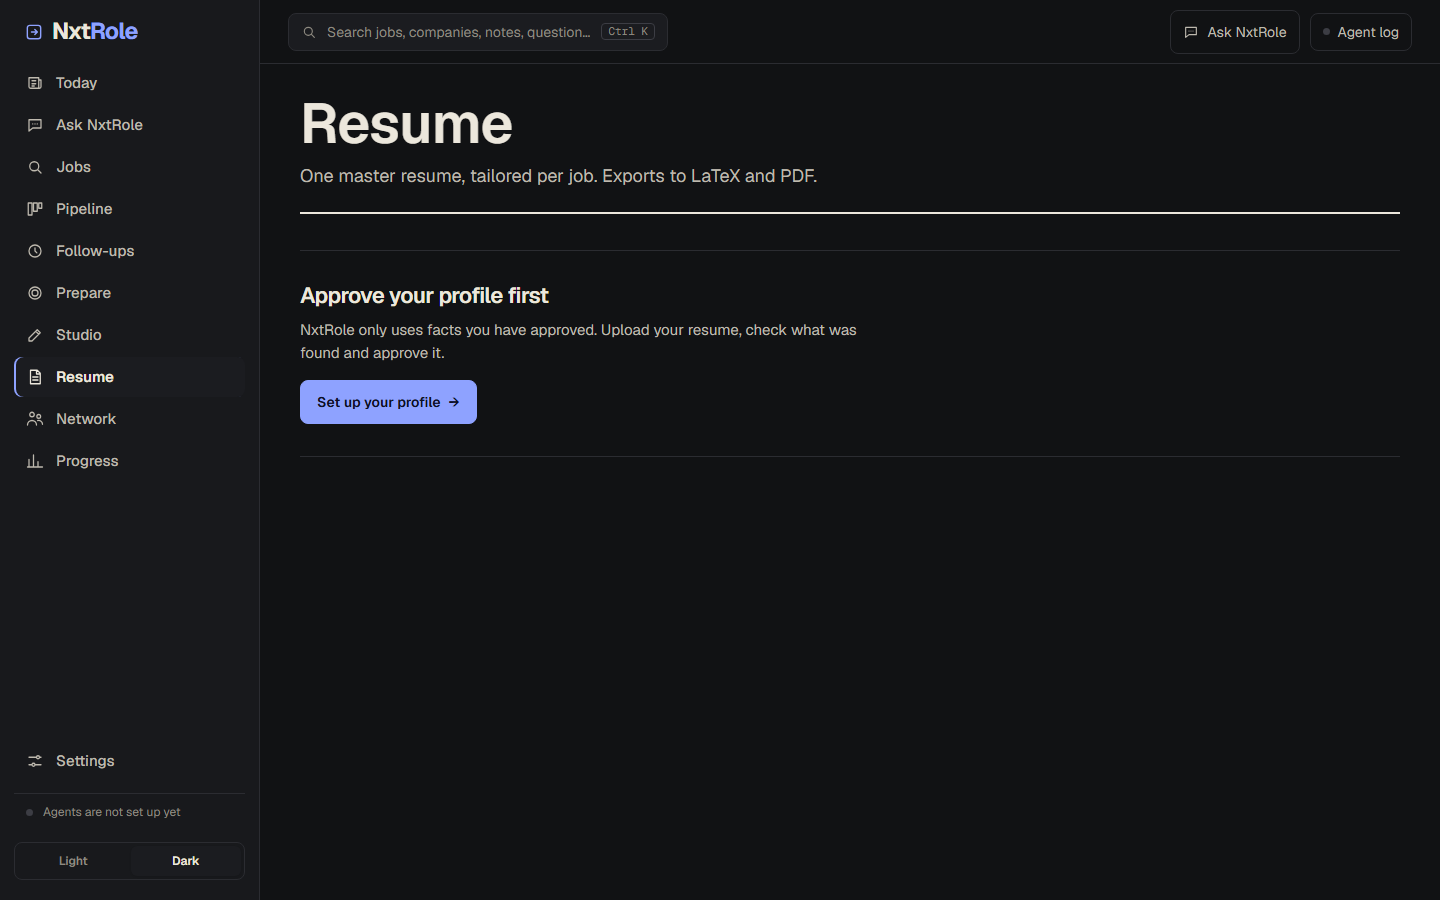 NxtRole
Search jobs, companies, notes, question...
Ctrl K
Ask NxtRole
Agent log
Today
Ask NxtRole
Jobs
Pipeline
Follow-ups
Prepare
Studio
Resume
Network
Progress
Settings
Agents are not set up yet
Light
Dark
Resume
One master resume, tailored per job. Exports to LaTeX and PDF.
Approve your profile first
NxtRole only uses facts you have approved. Upload your resume, check what was
found and approve it.
Set up your profile →